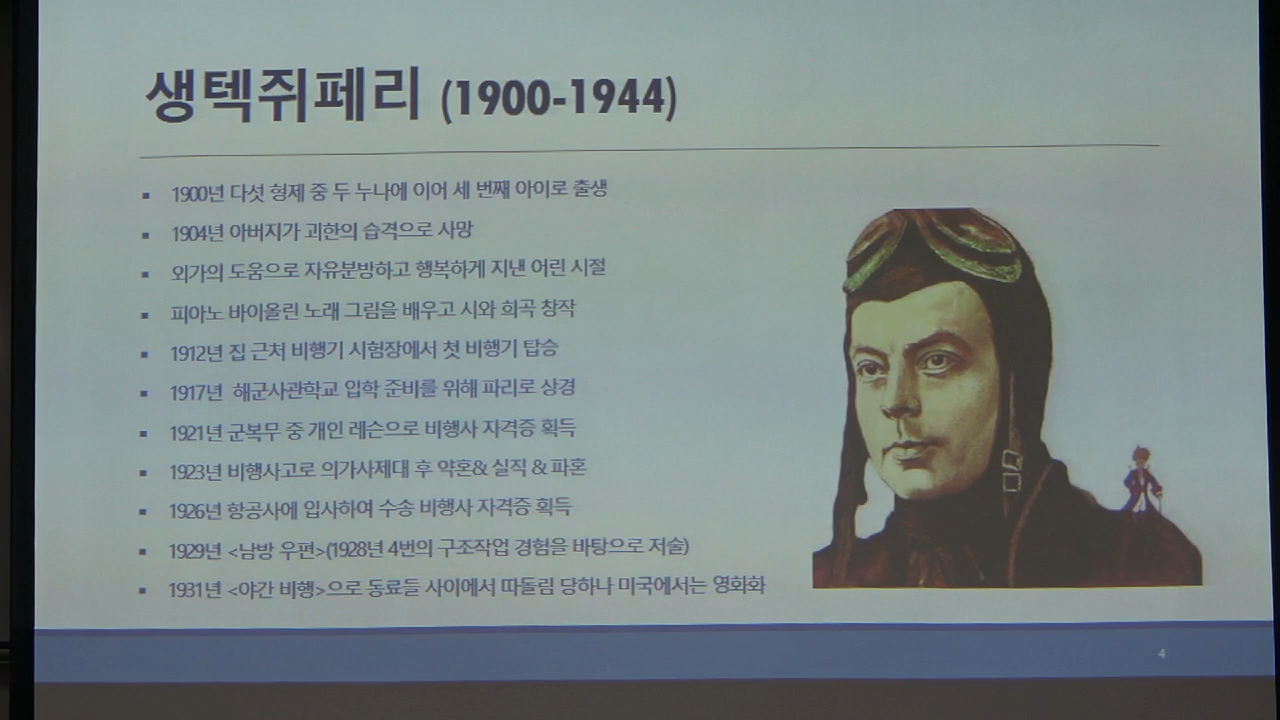 생텍쥐페리 (1900-1944)
▪ 1900년 다섯 형제 중 두 누나에 이어 세 번째 아이로 출생
▪ 1904년 아버지가 괴한의 습격으로 사망
▪ 외가의 도움으로 자유분방하고 행복하게 지낸 어린 시절
▪ 피아노 바이올린 노래 그림을 배우고 시와 희곡 창작
▪ 1912년 집 근처 비행기 시험장에서 첫 비행기 탑승
▪ 1917년 해군사관학교 입학 준비를 위해 파리로 상경
▪ 1921년 군복무 중 개인 레슨으로 비행사 자격증 획득
▪ 1923년 비행사고로 의가사제대 후 약혼& 실직 & 파혼
▪ 1926년 항공사에 입사하여 수송 비행사 자격증 획득
▪ 1929년 <남방 우편>(1928년 4번의 구조작업 경험을 바탕으로 저술)
▪ 1931년 <야간 비행>으로 동료들 사이에서 따돌림 당하나 미국에서는 영화화
4